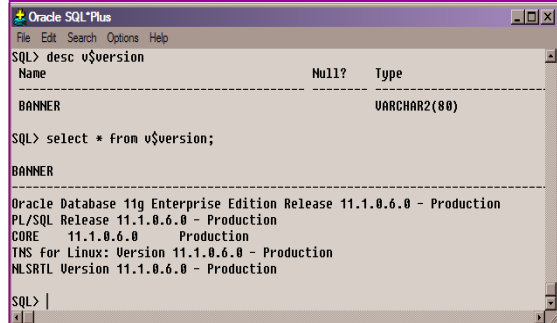 Oracle SQL*Plus
File Edit Search Options Help
SQL> desc v$version
Name Null? Type
----------------------------------------- -------- ----------------------------
BANNER VARCHAR2(80)
SQL> select * from v$version;
BANNER
--------------------------------------------------------------------------------
Oracle Database 11g Enterprise Edition Release 11.1.0.6.0 - Production
PL/SQL Release 11.1.0.6.0 - Production
CORE 11.1.0.6.0 Production
TNS for Linux: Version 11.1.0.6.0 - Production
NLSRTL Version 11.1.0.6.0 - Production
SQL>